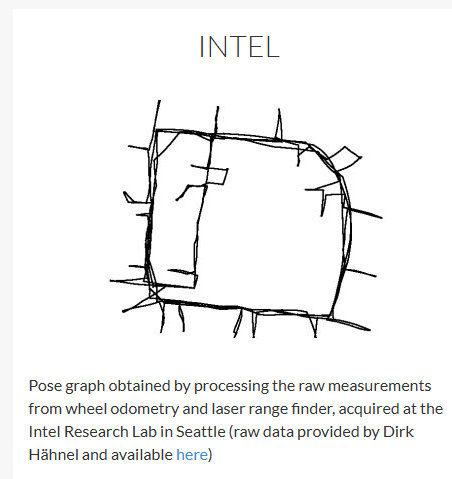 INTEL
Pose graph obtained by processing the raw measurements
from wheel odometry and laser range finder, acquired at the
Intel Research Lab in Seattle (raw data provided by Dirk
Hähnel and available here)